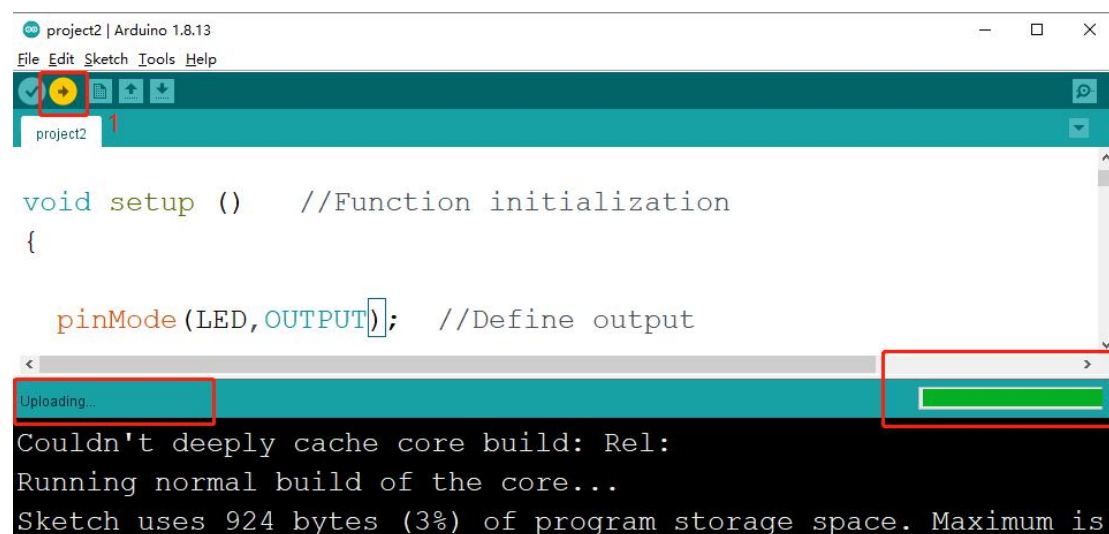 project2 | Arduino 1.8.13
File Edit Sketch Tools Help
1
project2
void setup ()   //Function initialization
{
pinMode(LED,OUTPUT);  //Define output
Uploading...
Couldn't deeply cache core build: Rel:
Running normal build of the core...
Sketch uses 924 bytes (3%) of program storage space. Maximum is